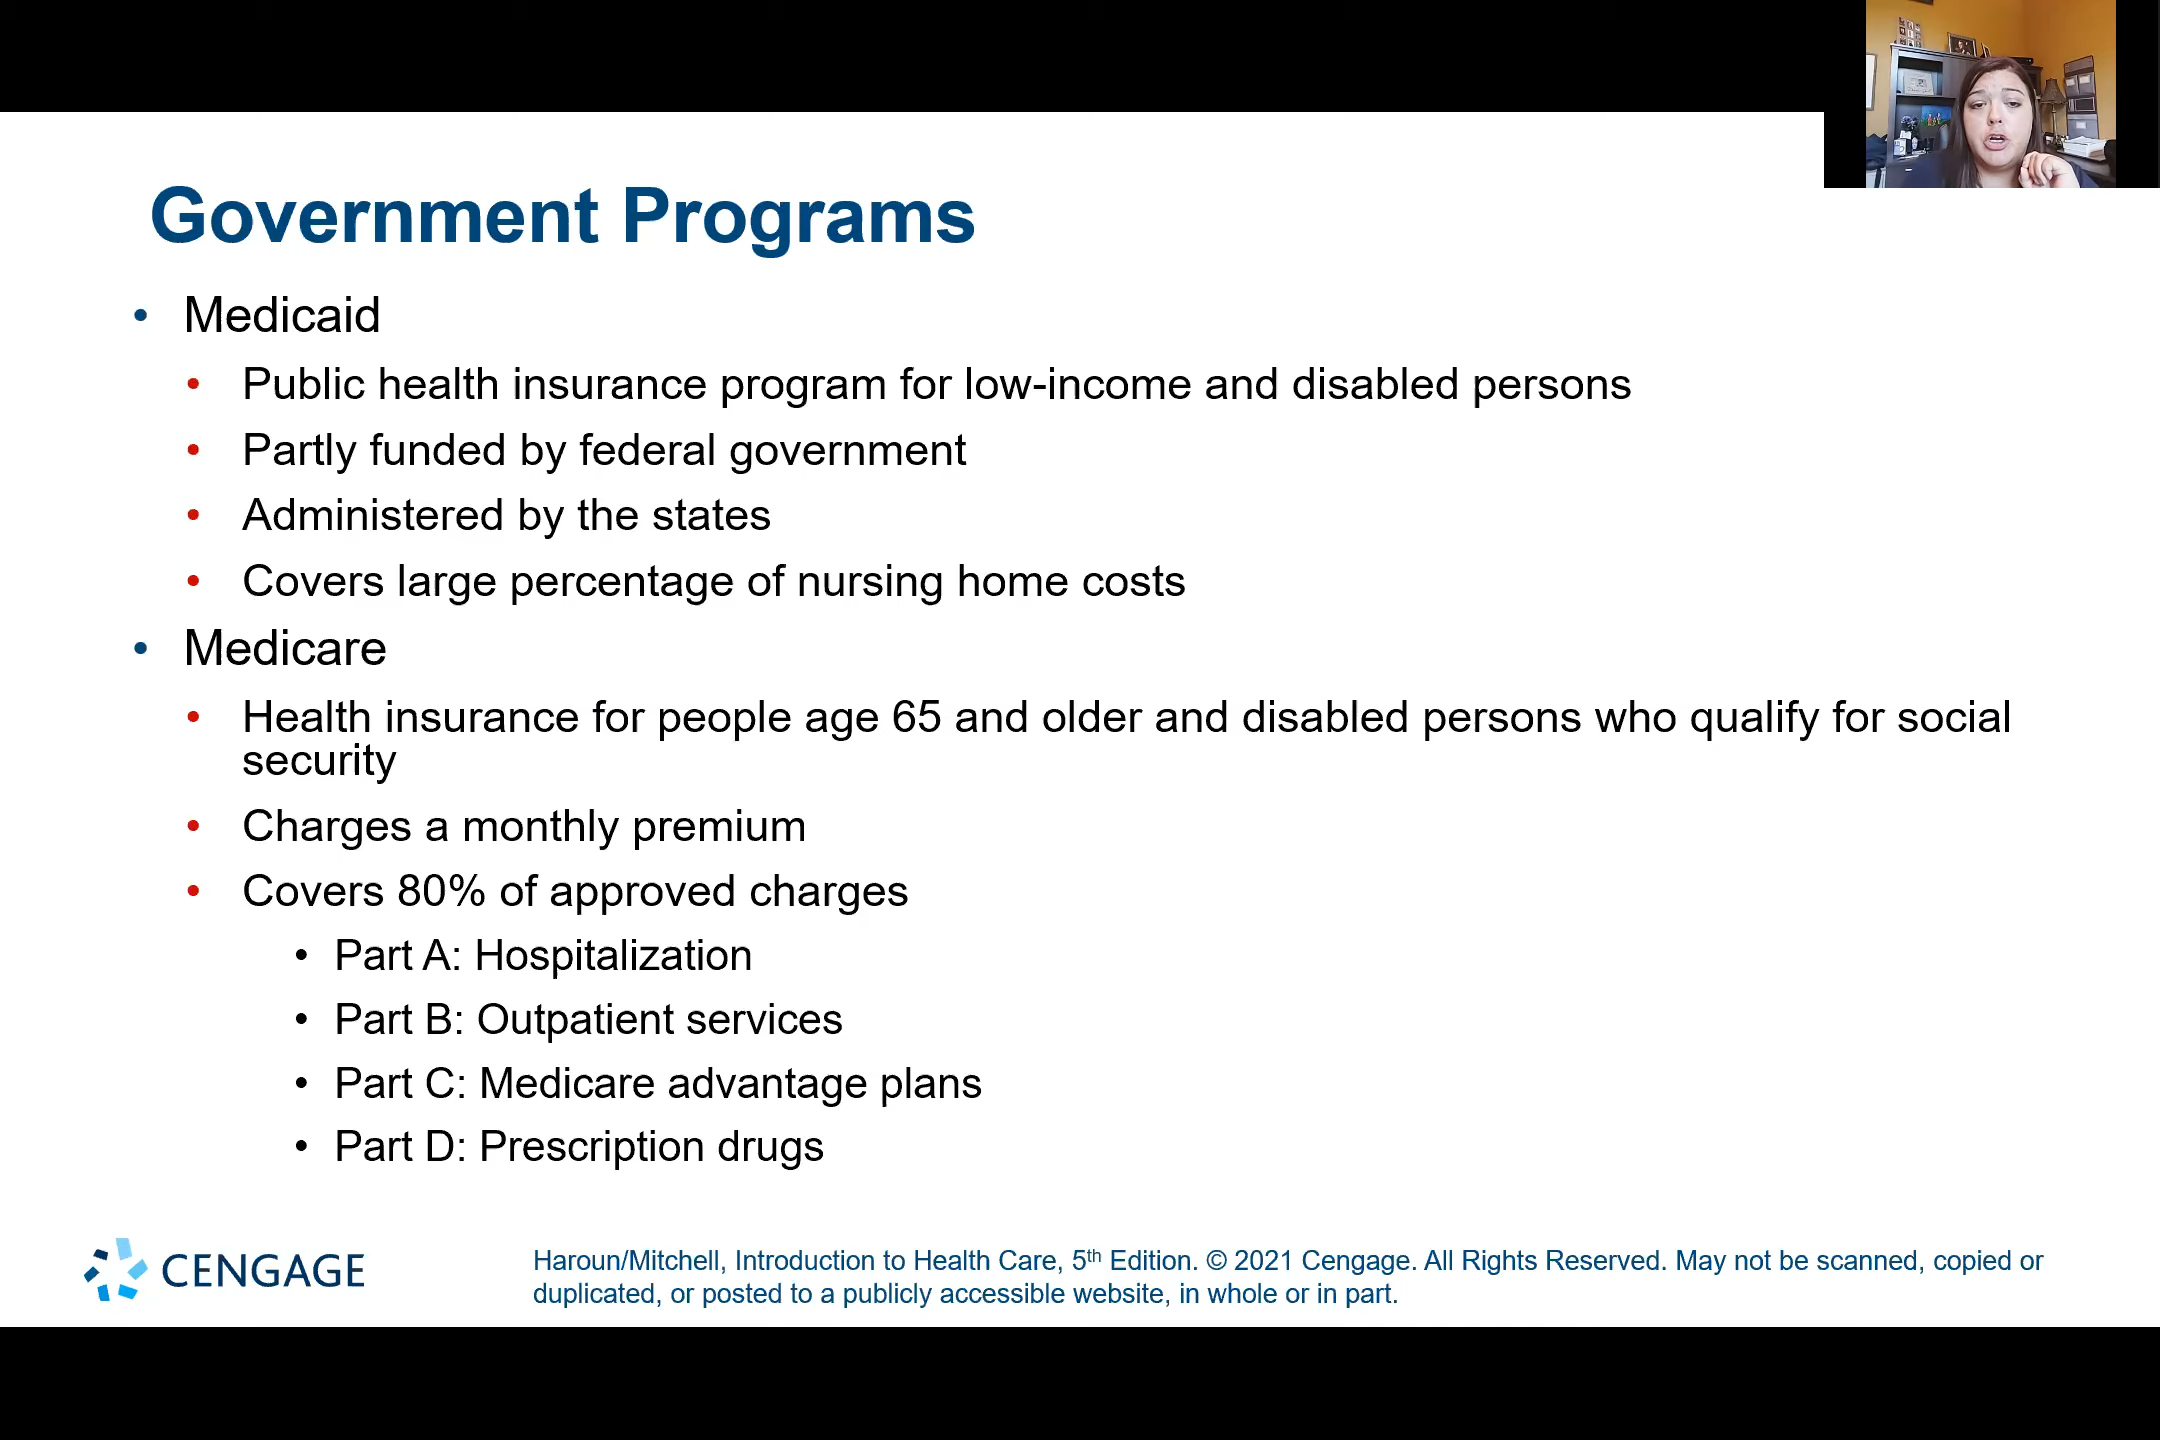 Government Programs
• Medicaid
• Public health insurance program for low-income and disabled persons
• Partly funded by federal government
• Administered by the states
• Covers large percentage of nursing home costs
• Medicare
• Health insurance for people age 65 and older and disabled persons who qualify for social
security
• Charges a monthly premium
• Covers 80% of approved charges
• Part A: Hospitalization
• Part B: Outpatient services
• Part C: Medicare advantage plans
• Part D: Prescription drugs
CENGAGE
Haroun/Mitchell, Introduction to Health Care, 5th Edition. © 2021 Cengage. All Rights Reserved. May not be scanned, copied or
duplicated, or posted to a publicly accessible website, in whole or in part.